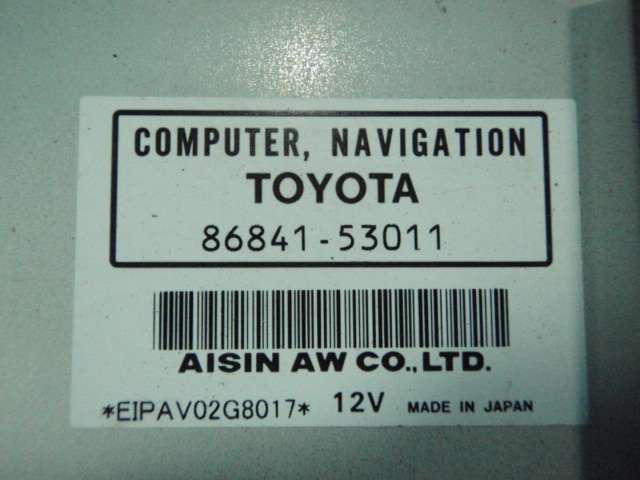 COMPUTER, NAVIGATION
TOYOTA
86841-53011
AISIN AW CO.,LTD.
*EIPAV02G8017* 12V MADE IN JAPAN